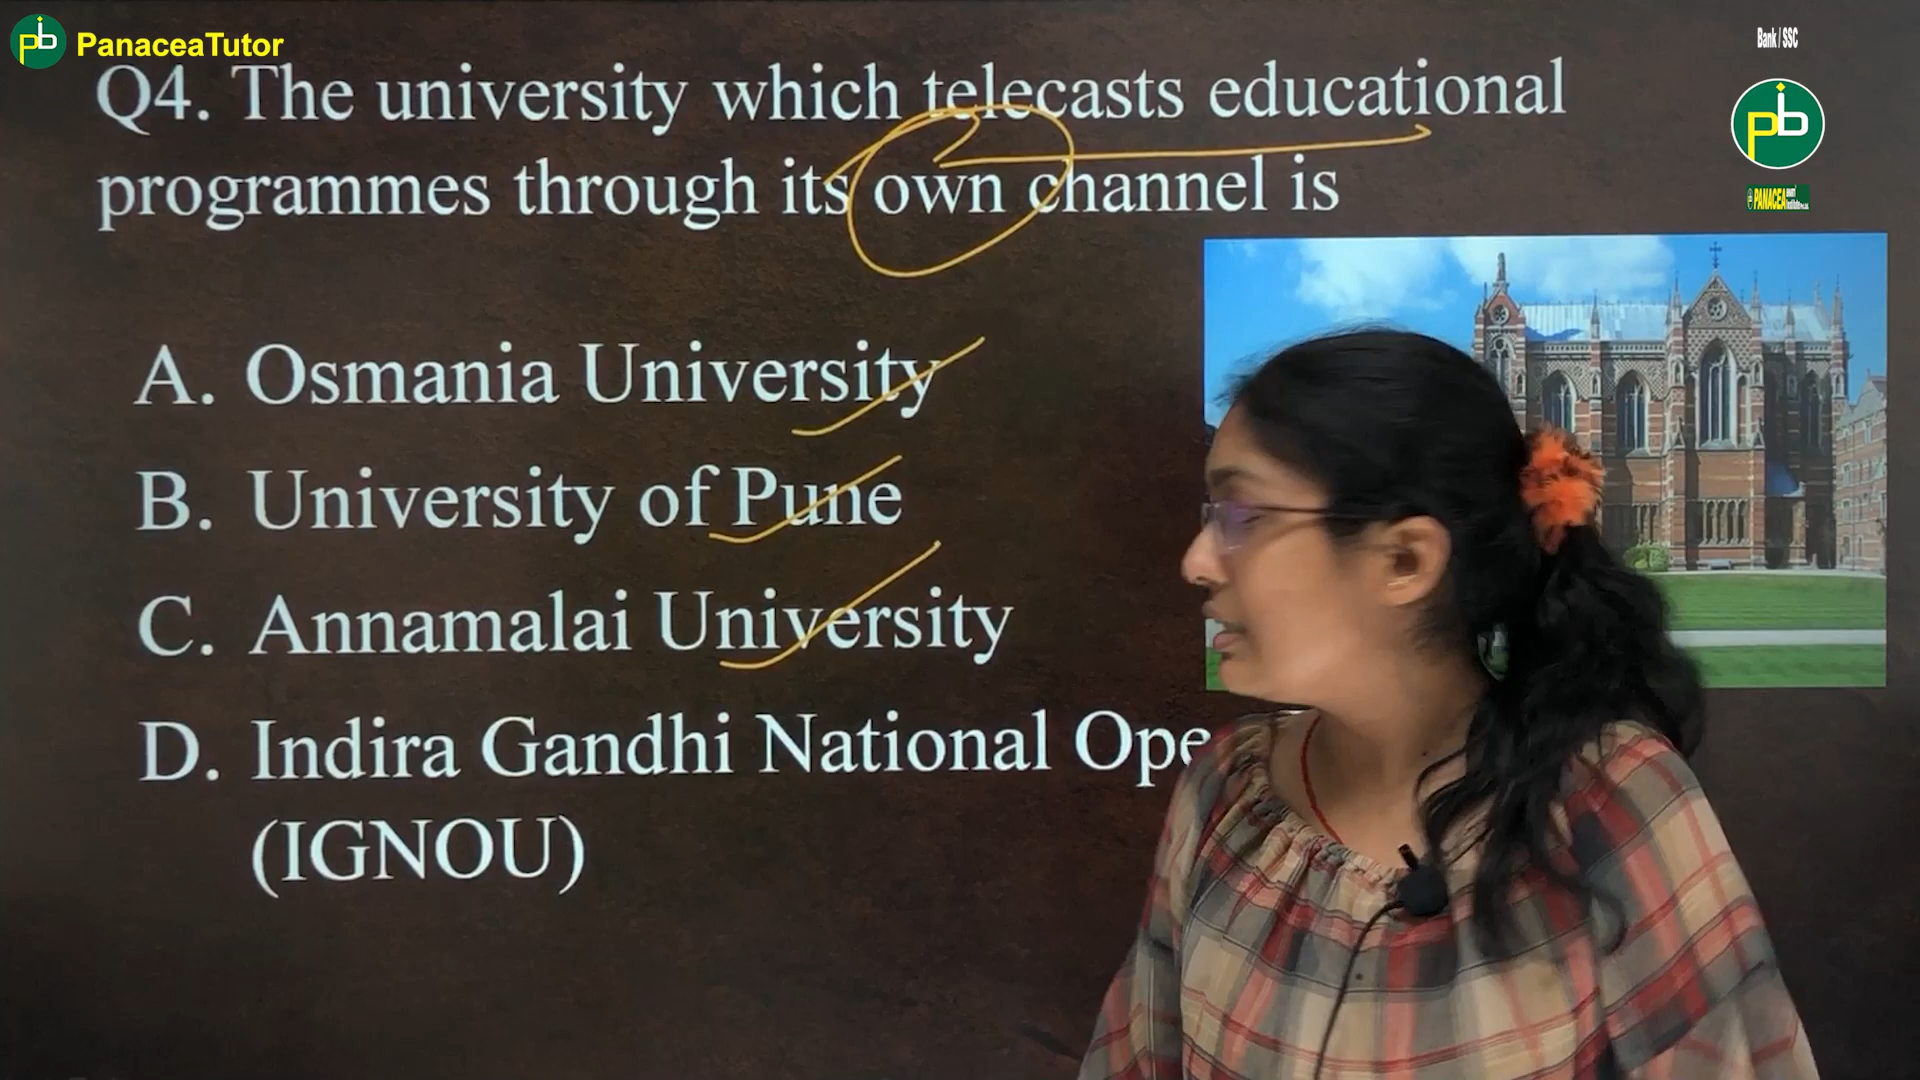 PanaceaTutor
Bank / SSC
Q4. The university which telecasts educational
programmes through its own channel is
PANACEA
A. Osmania University
B. University of Pune
C. Annamalai University
D. Indira Gandhi National Ope
(IGNOU)